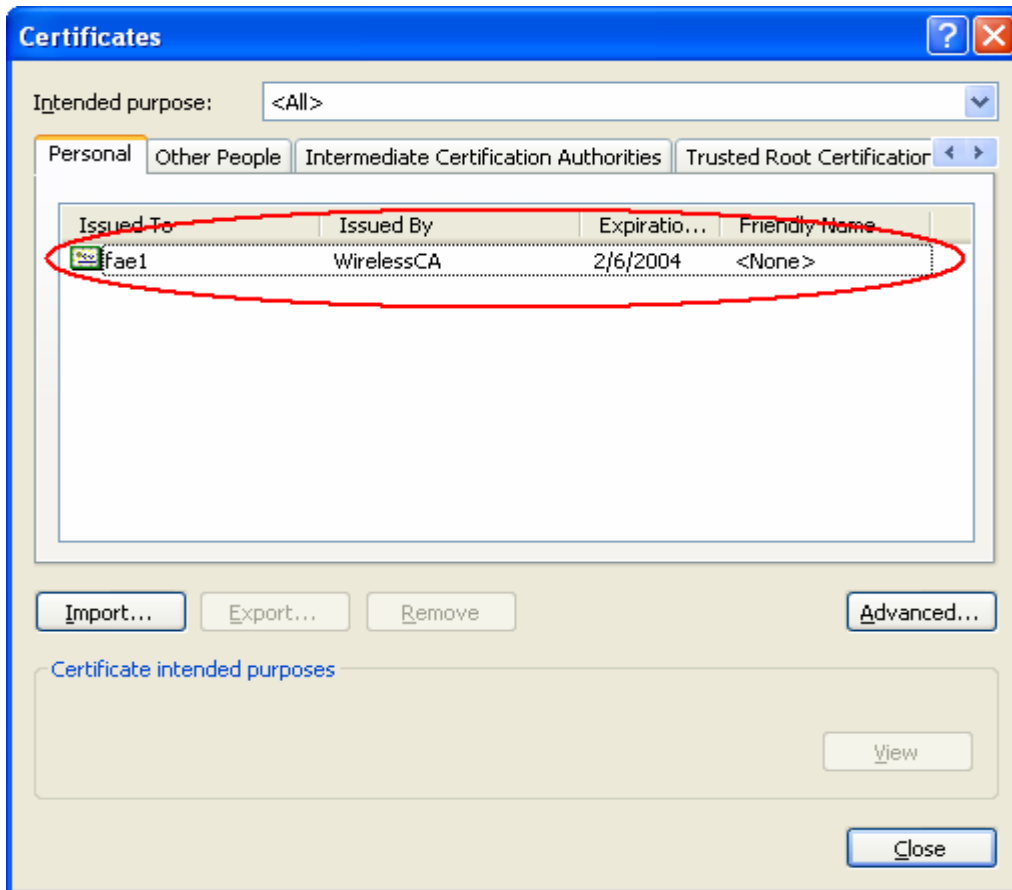 Certificates
Intended purpose: <All>
Personal Other People Intermediate Certification Authorities Trusted Root Certification
Issued To Issued By Expiratio... Friendly Name
fae1 WirelessCA 2/6/2004 <None>
Import... Export... Remove Advanced...
Certificate intended purposes
View
Close